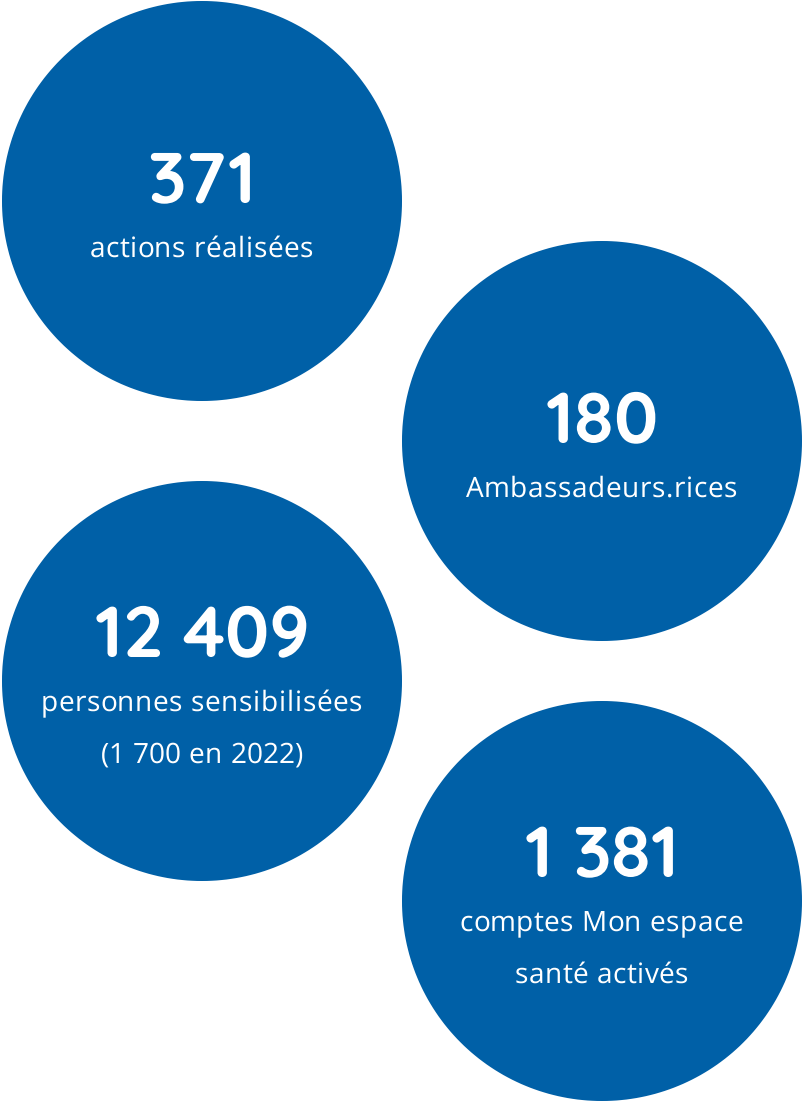 371
actions réalisées
180
Ambassadeurs.rices
12 409
personnes sensibilisées
(1 700 en 2022)
1 381
comptes Mon espace
santé activés